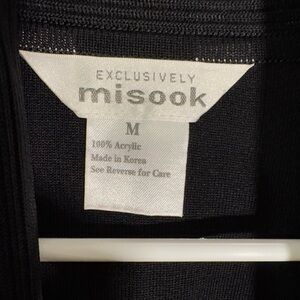 EXCLUSIVELY
misook
M
100% Acrylic
Made in Korea
See Reverse for Care